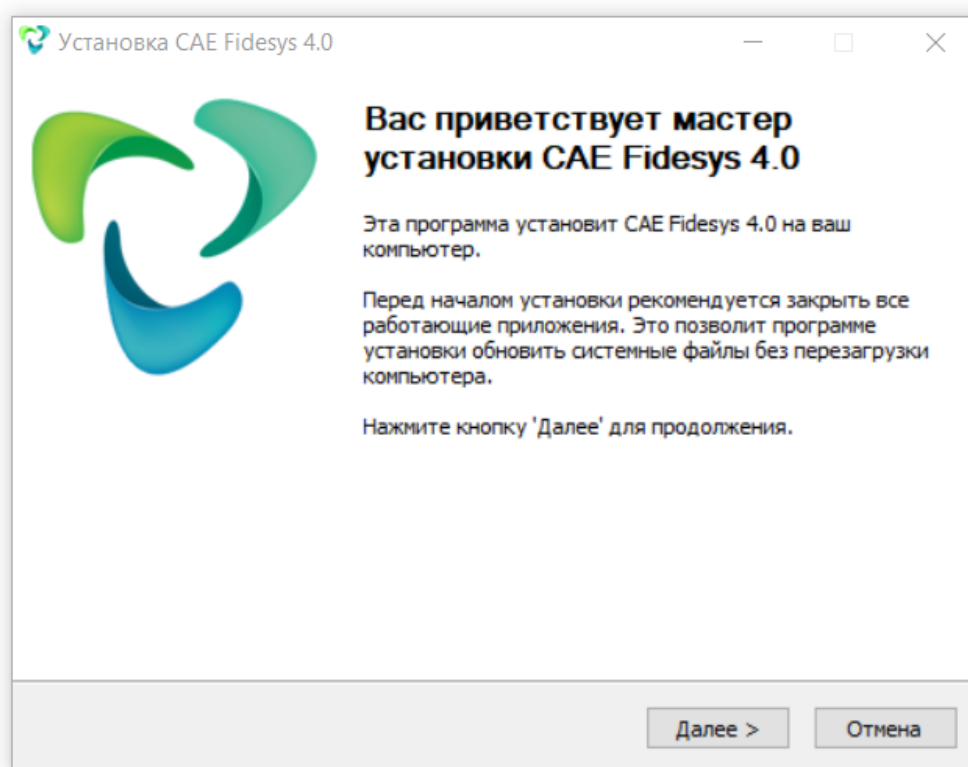 Установка CAE Fidesys 4.0
Вас приветствует мастер
установки CAE Fidesys 4.0
Эта программа установит CAE Fidesys 4.0 на ваш
компьютер.
Перед началом установки рекомендуется закрыть все
работающие приложения. Это позволит программе
установки обновить системные файлы без перезагрузки
компьютера.
Нажмите кнопку 'Далее' для продолжения.
Далее >
Отмена